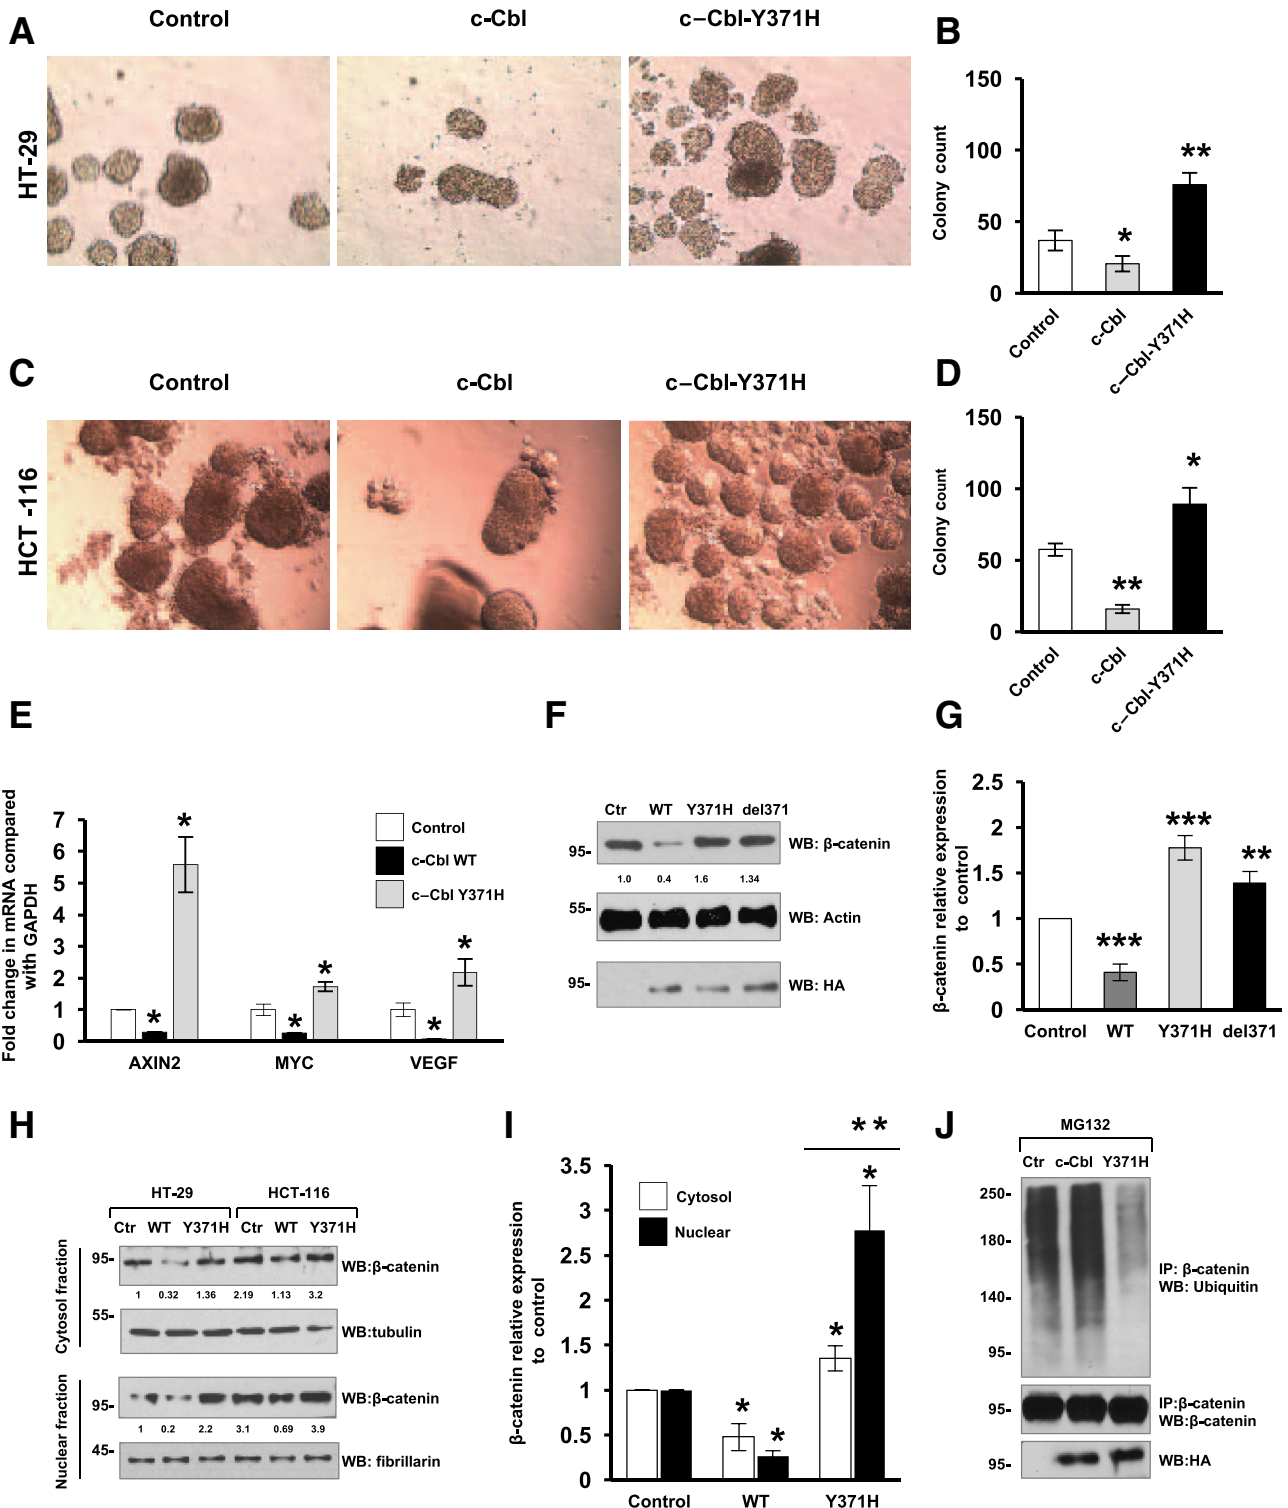 A
Control
c-Cbl
c–Cbl-Y371H
HT-29
B
150
100
50
0
Colony count
*
**
Control
c-Cbl
c–Cbl-Y371H
C
Control
c-Cbl
c–Cbl-Y371H
HCT -116
D
150
100
50
0
Colony count
**
*
Control
c-Cbl
c–Cbl-Y371H
E
Fold change in mRNA compared
with GAPDH
7
6
5
4
3
2
1
0
*
*
*
*
*
*
Control
c-Cbl WT
c–Cbl Y371H
AXIN2
MYC
VEGF
F
Ctr WT Y371H del371
95-
WB: β-catenin
1.0 0.4 1.6 1.34
55-
WB: Actin
95-
WB: HA
G
β-catenin relative expression
to control
2.5
2
1.5
1
0.5
0
***
***
**
Control WT Y371H del371
H
HT-29 HCT-116
Ctr WT Y371H Ctr WT Y371H
Cytosol fraction
95-
WB:β-catenin
1 0.32 1.36 2.19 1.13 3.2
55-
WB:tubulin
Nuclear fraction
95-
WB:β-catenin
1 0.2 2.2 3.1 0.69 3.9
45-
WB: fibrillarin
I
β-catenin relative expression
to control
3.5
3
2.5
2
1.5
1
0.5
0
Cytosol
Nuclear
**
*
*
*
*
Control WT Y371H
J
MG132
Ctr c-Cbl Y371H
250-
180-
140-
95-
IP: β-catenin
WB: Ubiquitin
95-
IP:β-catenin
WB:β-catenin
95-
WB:HA